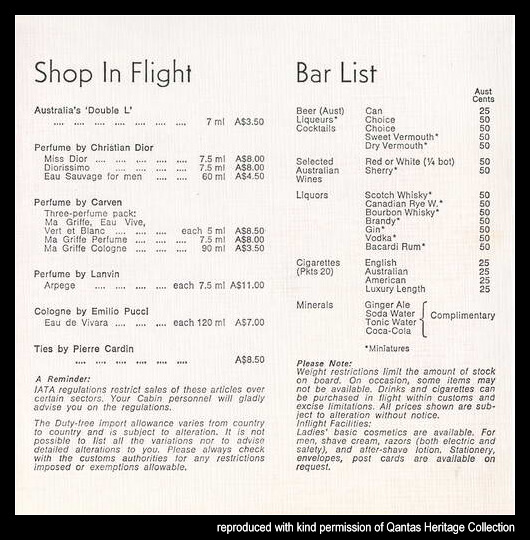 Shop In Flight
Australia's 'Double L'
.... .... .... .... .... .... .... 7 ml A$3.50
Perfume by Christian Dior
Miss Dior .... .... .... .... 7.5 ml A$8.00
Diorissimo .... .... .... 7.5 ml A$8.00
Eau Sauvage for men .... 60 ml A$4.50
Perfume by Carven
Three-perfume pack:
Ma Griffe, Eau Vive,
Vert et Blanc .... .... .... each 5 ml A$8.50
Ma Griffe Perfume .... .... 7.5 ml A$8.00
Ma Griffe Cologne .... .... 90 ml A$3.50
Perfume by Lanvin
Arpege .... .... .... each 7.5 ml A$11.00
Cologne by Emilio Pucci
Eau de Vivara .... .... each 120 ml A$7.00
Ties by Pierre Cardin
.... .... .... .... .... .... A$8.50
A Reminder:
IATA regulations restrict sales of these articles over
certain sectors. Your Cabin personnel will gladly
advise you on the regulations.
The Duty-free import allowance varies from country
to country and is subject to alteration. It is not
possible to list all the variations nor to advise
detailed alterations to you. Please always check
with the customs authorities for any restrictions
imposed or exemptions allowable.
Bar List
Aust
Cents
Beer (Aust) Can 25
Liqueurs* Choice 50
Cocktails Choice 50
Sweet Vermouth* 50
Dry Vermouth* 50
Selected Red or White (¼ bot) 50
Australian Sherry* 50
Wines
Liquors Scotch Whisky* 50
Canadian Rye W.* 50
Bourbon Whisky* 50
Brandy* 50
Gin* 50
Vodka* 50
Bacardi Rum* 50
Cigarettes English 25
(Pkts 20) Australian 25
American 25
Luxury Length 25
Minerals Ginger Ale
Soda Water
Tonic Water
Coca-Cola
Complimentary
*Miniatures
Please Note:
Weight restrictions limit the amount of stock
on board. On occasion, some items may
not be available. Drinks and cigarettes can
be purchased in flight within customs and
excise limitations. All prices shown are sub-
ject to alteration without notice.
Inflight Facilities:
Ladies' basic cosmetics are available. For
men, shave cream, razors (both electric and
safety), and after-shave lotion. Stationery,
envelopes, post cards are available on
request.
reproduced with kind permission of Qantas Heritage Collection